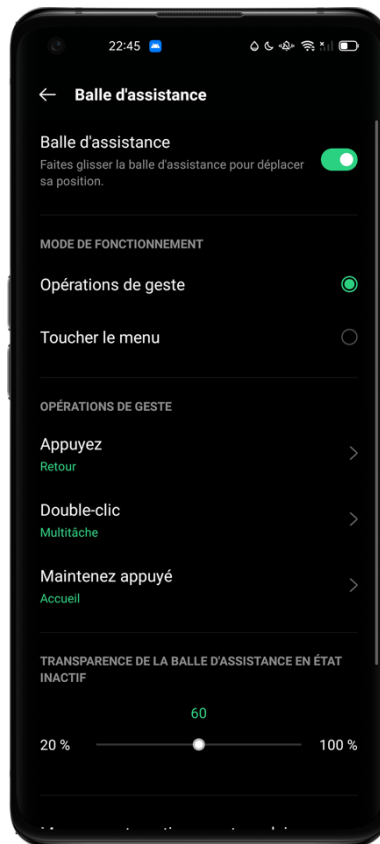 22:45
Balle d'assistance
Balle d'assistance
Faites glisser la balle d'assistance pour déplacer
sa position.
MODE DE FONCTIONNEMENT
Opérations de geste
Toucher le menu
OPÉRATIONS DE GESTE
Appuyez
Retour
Double-clic
Multitâche
Maintenez appuyé
Accueil
TRANSPARENCE DE LA BALLE D'ASSISTANCE EN ÉTAT
INACTIF
60
20 % 100 %